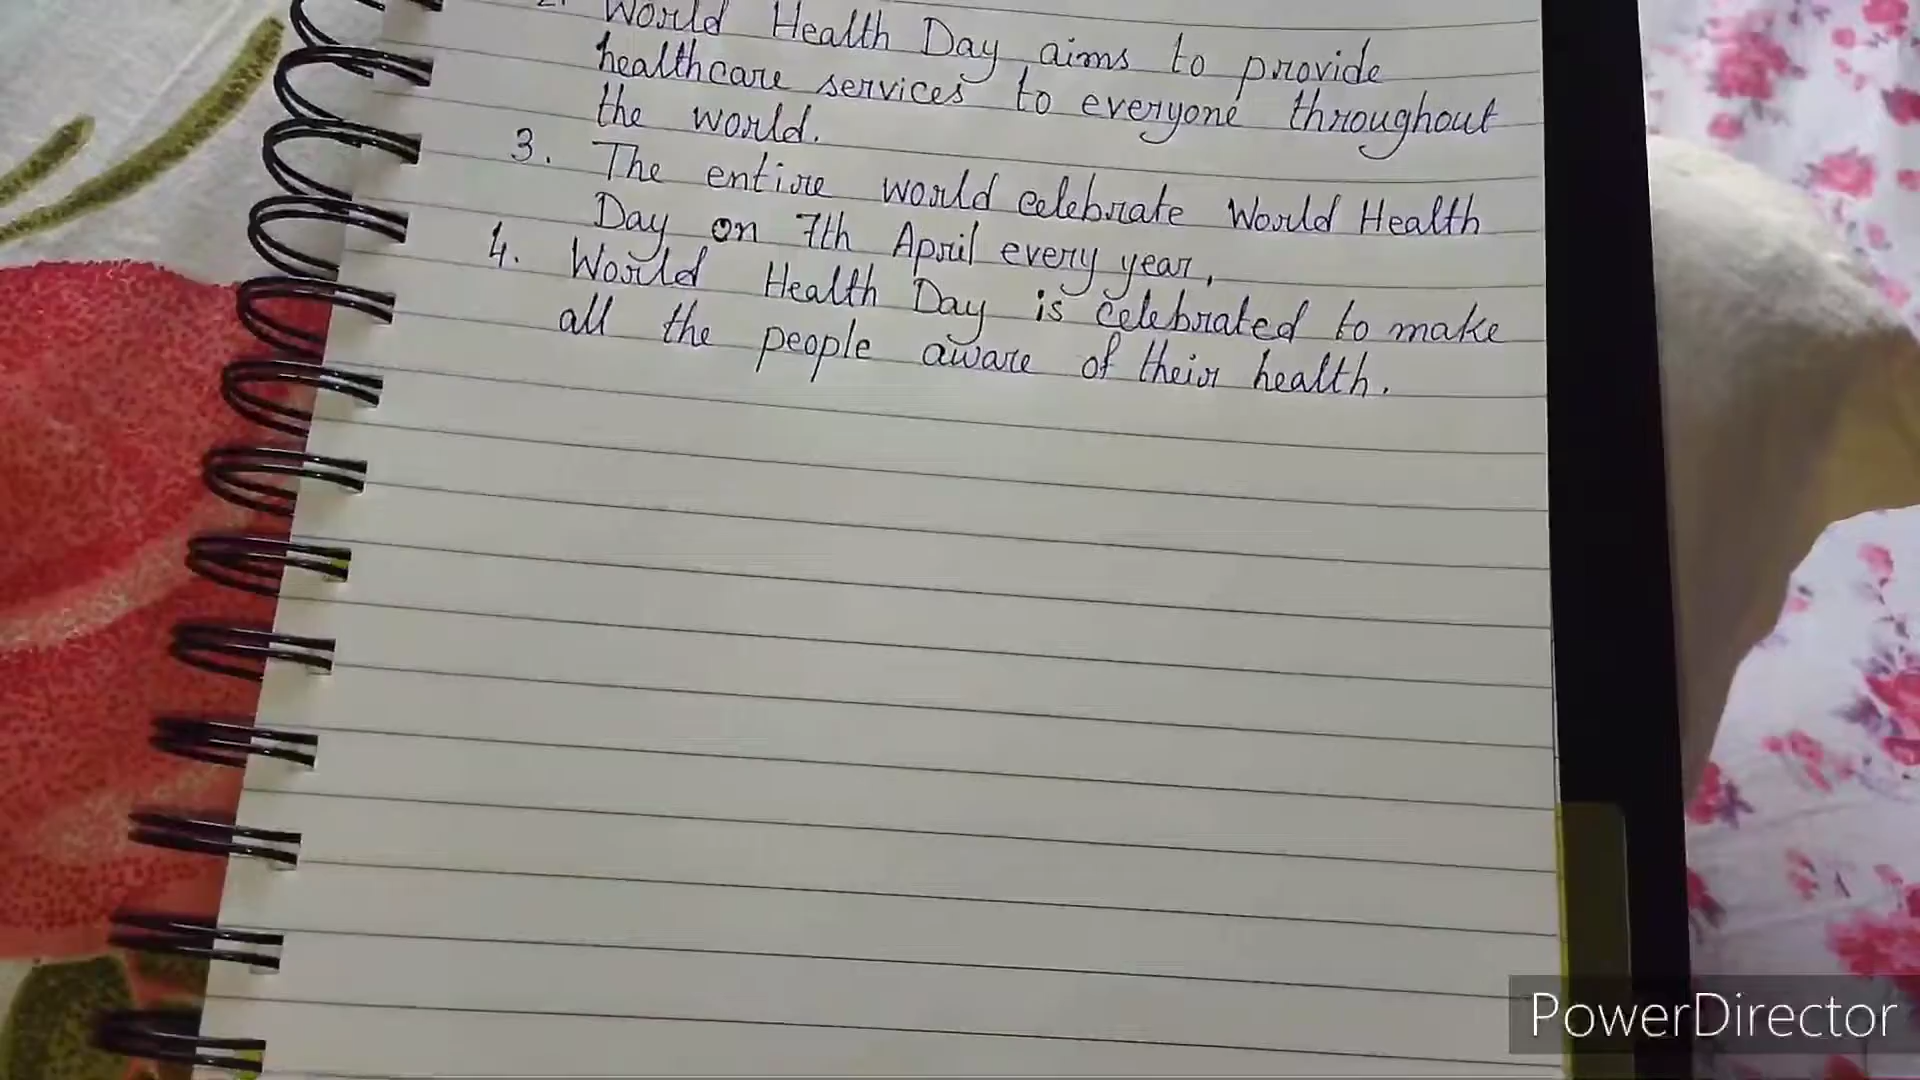 2. World Health Day aims to provide
healthcare services to everyone throughout
the world.
3. The entire world celebrate World Health
Day on 7th April every year.
4. World Health Day is celebrated to make
all the people aware of their health.
PowerDirector